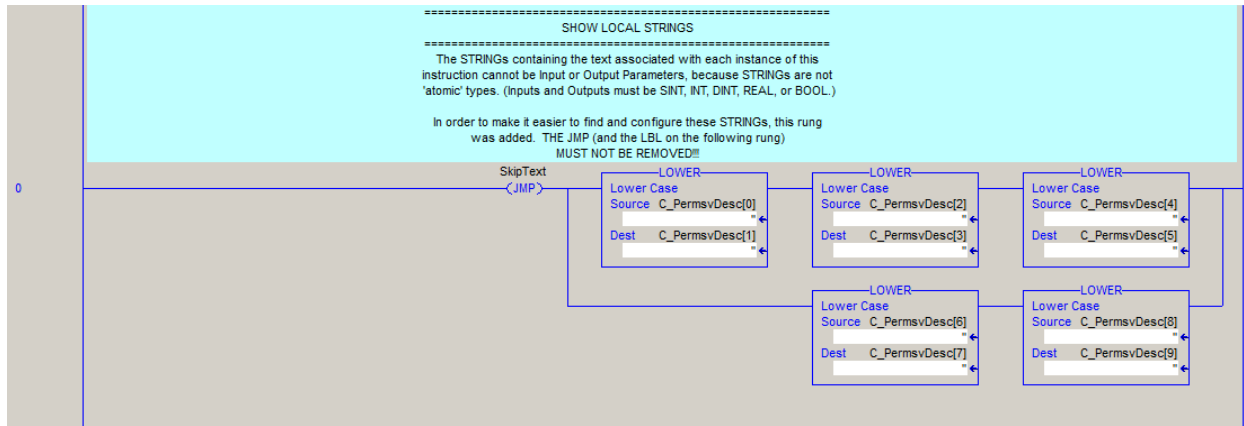 ============================================================
SHOW LOCAL STRINGS
============================================================
The STRINGs containing the text associated with each instance of this
instruction cannot be Input or Output Parameters, because STRINGs are not
'atomic' types. (Inputs and Outputs must be SINT, INT, DINT, REAL, or BOOL.)
In order to make it easier to find and configure these STRINGs, this rung
was added.  THE JMP (and the LBL on the following rung)
MUST NOT BE REMOVED!!!
0
SkipText
JMP
LOWER
Lower Case
Source C_PermsvDesc[0]
''
Dest C_PermsvDesc[1]
''
LOWER
Lower Case
Source C_PermsvDesc[2]
''
Dest C_PermsvDesc[3]
''
LOWER
Lower Case
Source C_PermsvDesc[4]
''
Dest C_PermsvDesc[5]
''
LOWER
Lower Case
Source C_PermsvDesc[6]
''
Dest C_PermsvDesc[7]
''
LOWER
Lower Case
Source C_PermsvDesc[8]
''
Dest C_PermsvDesc[9]
''